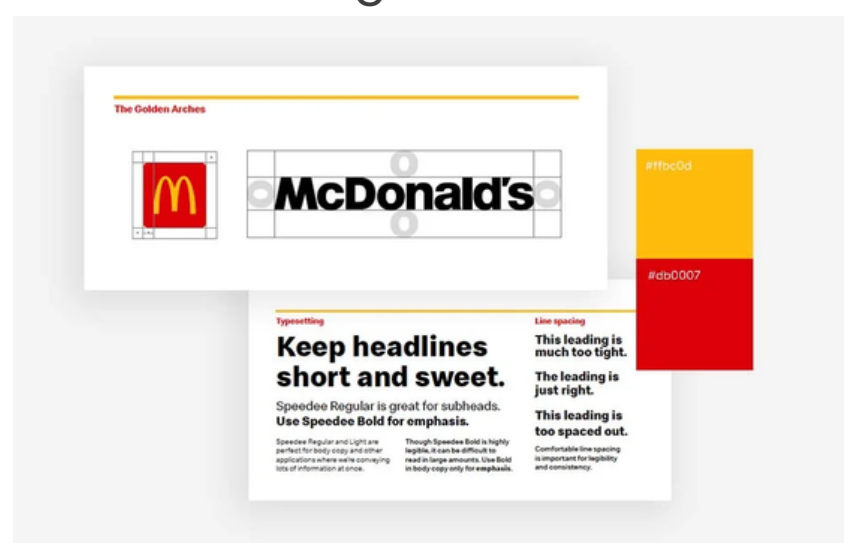 The Golden Arches
McDonald's
#ffbc0d
#db0007
Typesetting
Keep headlines
short and sweet.
Speedee Regular is great for subheads.
Use Speedee Bold for emphasis.
Speedee Regular and Light are
perfect for body copy and other
applications where we're conveying
lots of information at once.
Though Speedee Bold is highly
legible, it can be difficult to
read in large amounts. Use Bold
in body copy only for emphasis.
Line spacing
This leading is
much too tight.
The leading is
just right.
This leading is
too spaced out.
Comfortable line spacing
is important for legibility
and consistency.